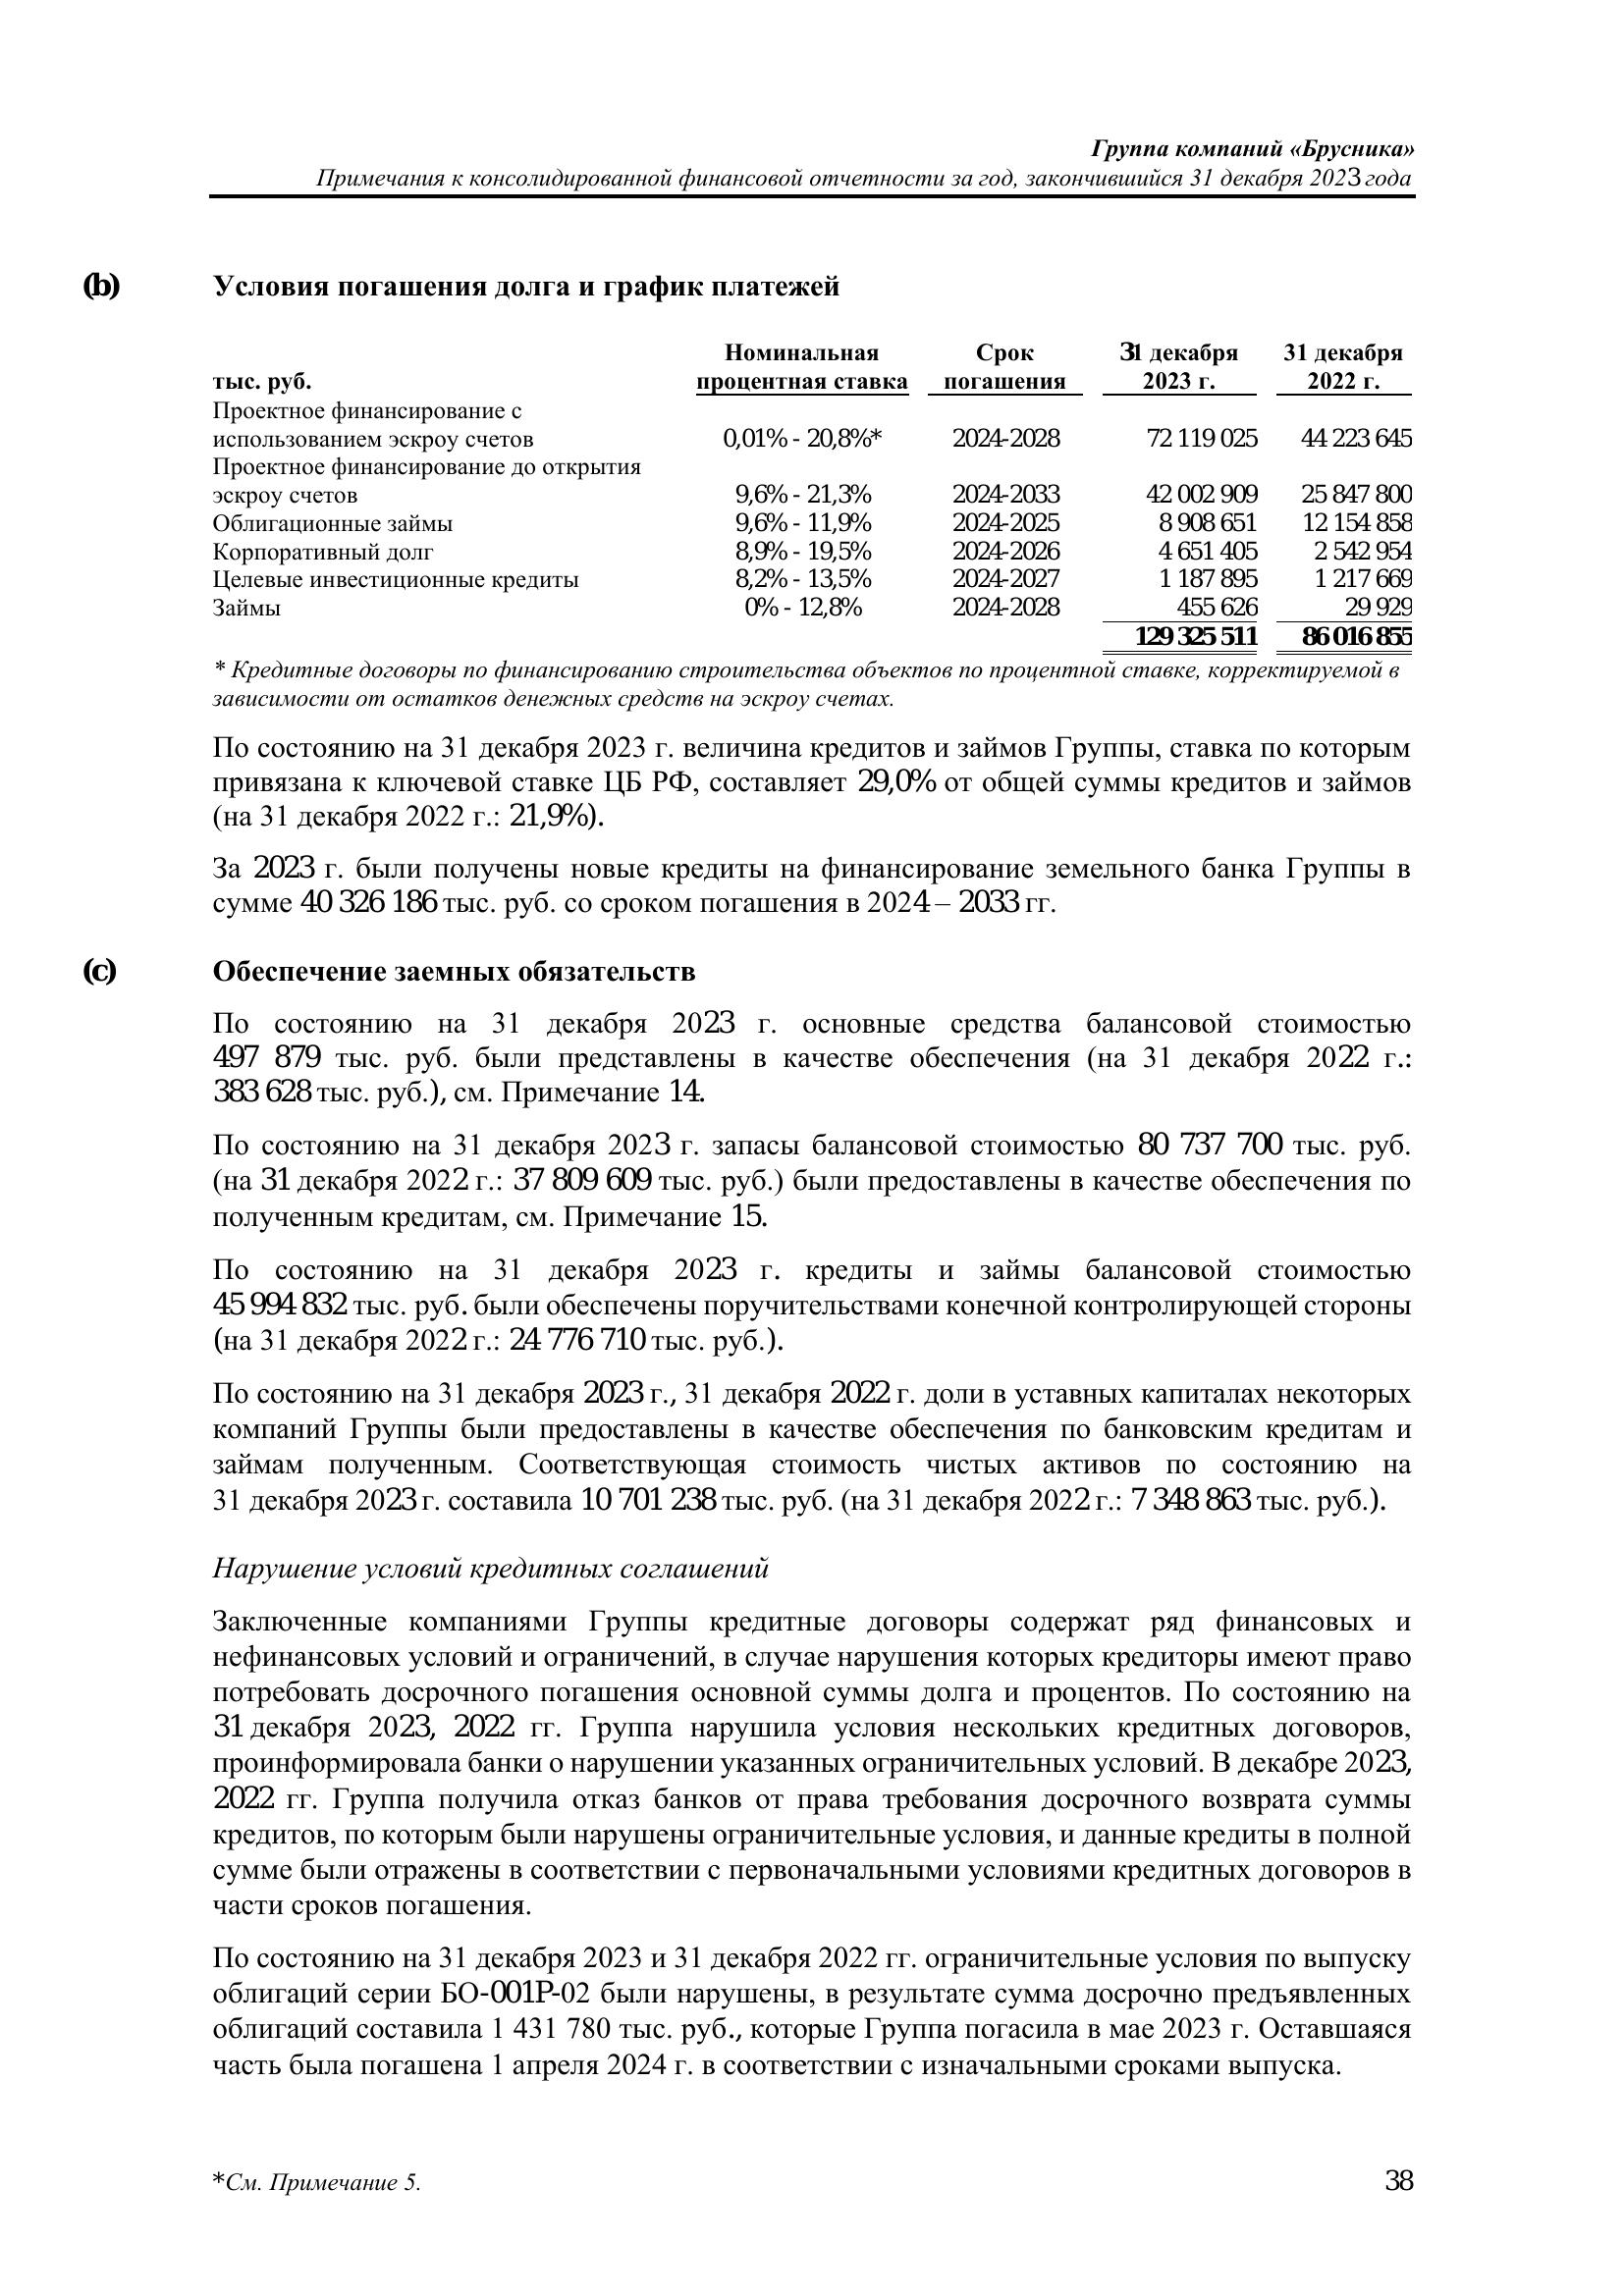 Группа компаний «Брусника»
Примечания к консолидированной финансовой отчетности за год, закончившийся 31 декабря 2023 года
(b) Условия погашения долга и график платежей
Номинальная Срок 31 декабря 31 декабря
тыс. руб. процентная ставка погашения 2023 г. 2022 г.
Проектное финансирование с
использованием эскроу счетов 0,01% - 20,8%* 2024-2028 72 119 025 44 223 645
Проектное финансирование до открытия
эскроу счетов 9,6% - 21,3% 2024-2033 42 002 909 25 847 800
Облигационные займы 9,6% - 11,9% 2024-2025 8 908 651 12 154 858
Корпоративный долг 8,9% - 19,5% 2024-2026 4 651 405 2 542 954
Целевые инвестиционные кредиты 8,2% - 13,5% 2024-2027 1 187 895 1 217 669
Займы 0% - 12,8% 2024-2028 455 626 29 929
129 325 511 86 016 855
* Кредитные договоры по финансированию строительства объектов по процентной ставке, корректируемой в
зависимости от остатков денежных средств на эскроу счетах.
По состоянию на 31 декабря 2023 г. величина кредитов и займов Группы, ставка по которым
привязана к ключевой ставке ЦБ РФ, составляет 29,0% от общей суммы кредитов и займов
(на 31 декабря 2022 г.: 21,9%).
За 2023 г. были получены новые кредиты на финансирование земельного банка Группы в
сумме 40 326 186 тыс. руб. со сроком погашения в 2024 – 2033 гг.
(c) Обеспечение заемных обязательств
По состоянию на 31 декабря 2023 г. основные средства балансовой стоимостью
497 879 тыс. руб. были представлены в качестве обеспечения (на 31 декабря 2022 г.:
383 628 тыс. руб.), см. Примечание 14.
По состоянию на 31 декабря 2023 г. запасы балансовой стоимостью 80 737 700 тыс. руб.
(на 31 декабря 2022 г.: 37 809 609 тыс. руб.) были предоставлены в качестве обеспечения по
полученным кредитам, см. Примечание 15.
По состоянию на 31 декабря 2023 г. кредиты и займы балансовой стоимостью
45 994 832 тыс. руб. были обеспечены поручительствами конечной контролирующей стороны
(на 31 декабря 2022 г.: 24 776 710 тыс. руб.).
По состоянию на 31 декабря 2023 г., 31 декабря 2022 г. доли в уставных капиталах некоторых
компаний Группы были предоставлены в качестве обеспечения по банковским кредитам и
займам полученным. Соответствующая стоимость чистых активов по состоянию на
31 декабря 2023 г. составила 10 701 238 тыс. руб. (на 31 декабря 2022 г.: 7 348 863 тыс. руб.).
Нарушение условий кредитных соглашений
Заключенные компаниями Группы кредитные договоры содержат ряд финансовых и
нефинансовых условий и ограничений, в случае нарушения которых кредиторы имеют право
потребовать досрочного погашения основной суммы долга и процентов. По состоянию на
31 декабря 2023, 2022 гг. Группа нарушила условия нескольких кредитных договоров,
проинформировала банки о нарушении указанных ограничительных условий. В декабре 2023,
2022 гг. Группа получила отказ банков от права требования досрочного возврата суммы
кредитов, по которым были нарушены ограничительные условия, и данные кредиты в полной
сумме были отражены в соответствии с первоначальными условиями кредитных договоров в
части сроков погашения.
По состоянию на 31 декабря 2023 и 31 декабря 2022 гг. ограничительные условия по выпуску
облигаций серии БО-001P-02 были нарушены, в результате сумма досрочно предъявленных
облигаций составила 1 431 780 тыс. руб., которые Группа погасила в мае 2023 г. Оставшаяся
часть была погашена 1 апреля 2024 г. в соответствии с изначальными сроками выпуска.
*См. Примечание 5. 38